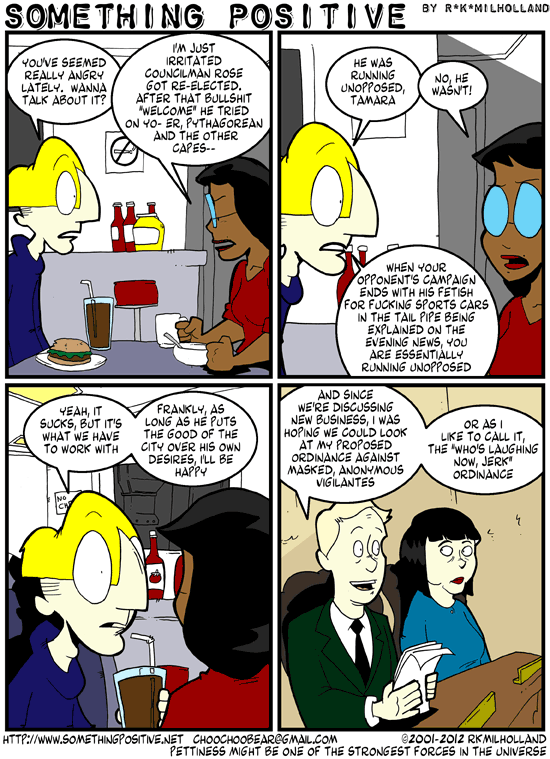 SOMETHING POSITIVE BY R*K*MILHOLLAND
YOU'VE SEEMED
REALLY ANGRY
LATELY. WANNA
TALK ABOUT IT?
I'M JUST
IRRITATED
COUNCILMAN ROSE
GOT RE-ELECTED.
AFTER THAT BULLSHIT
"WELCOME" HE TRIED
ON YO- ER, PYTHAGOREAN
AND THE OTHER
CAPES--
HE WAS
RUNNING
UNOPPOSED,
TAMARA
NO, HE
WASN'T!
WHEN YOUR
OPPONENT'S CAMPAIGN
ENDS WITH HIS FETISH
FOR FUCKING SPORTS CARS
IN THE TAIL PIPE BEING
EXPLAINED ON THE
EVENING NEWS, YOU
ARE ESSENTIALLY
RUNNING UNOPPOSED
YEAH, IT
SUCKS, BUT IT'S
WHAT WE HAVE
TO WORK WITH
FRANKLY, AS
LONG AS HE PUTS
THE GOOD OF THE
CITY OVER HIS OWN
DESIRES, I'LL BE
HAPPY
NO
CH
AND SINCE
WE'RE DISCUSSING
NEW BUSINESS, I WAS
HOPING WE COULD LOOK
AT MY PROPOSED
ORDINANCE AGAINST
MASKED, ANONYMOUS
VIGILANTES
OR AS I
LIKE TO CALL IT,
THE "WHO'S LAUGHING
NOW, JERK"
ORDINANCE
HTTP://WWW.SOMETHINGPOSITIVE.NET CHOOCHOOBEAR@GMAIL.COM ©2001-2012 RKMILHOLLAND
PETTINESS MIGHT BE ONE OF THE STRONGEST FORCES IN THE UNIVERSE